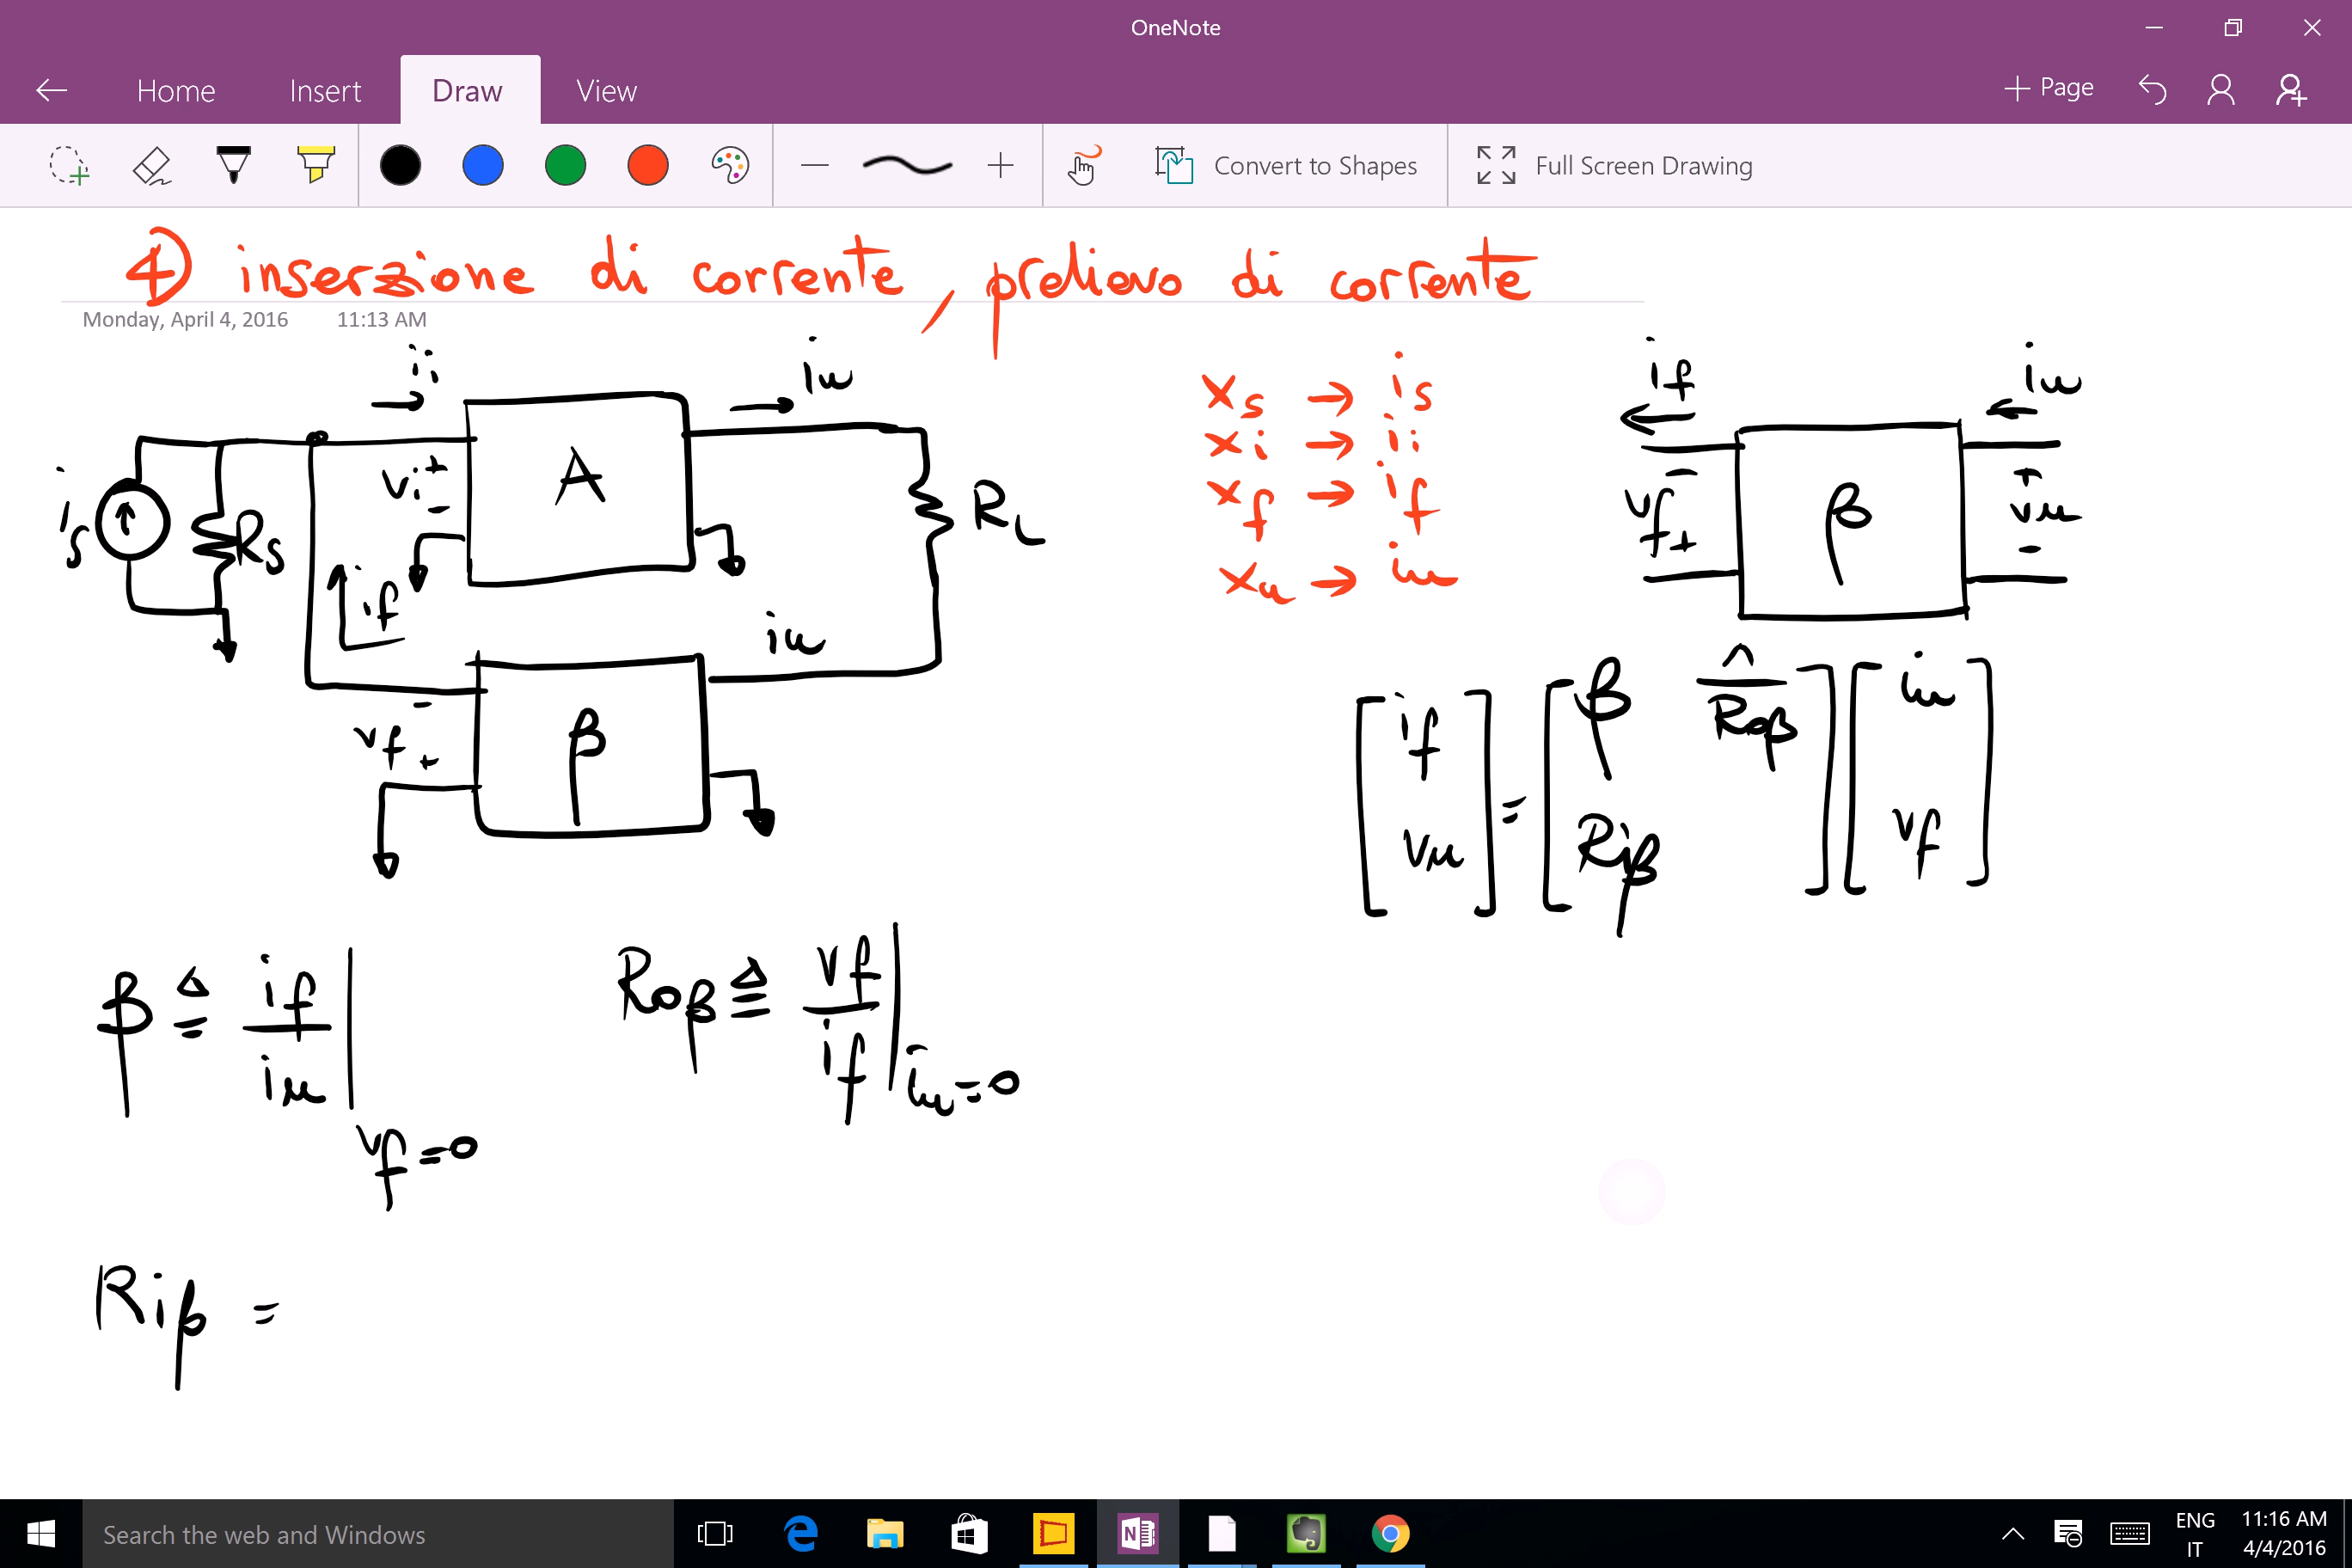 OneNote
Home Insert Draw View + Page
Convert to Shapes Full Screen Drawing
4) inserzione di corrente, prelievo di corrente
Monday, April 4, 2016 11:13 AM
ii iu
xs → is
xi → ii
xf → if
xu → iu
if iu
is Rs vi + − A RL
if
vf − + β vu + −
iu
vf − + β
[if vu] = [β 1/Roβ Riβ] [iu vf]
β ≜ if/iu |vf=0
Roβ ≜ vf/if |iu=0
Riβ =
Search the web and Windows
ENG
IT
11:16 AM
4/4/2016